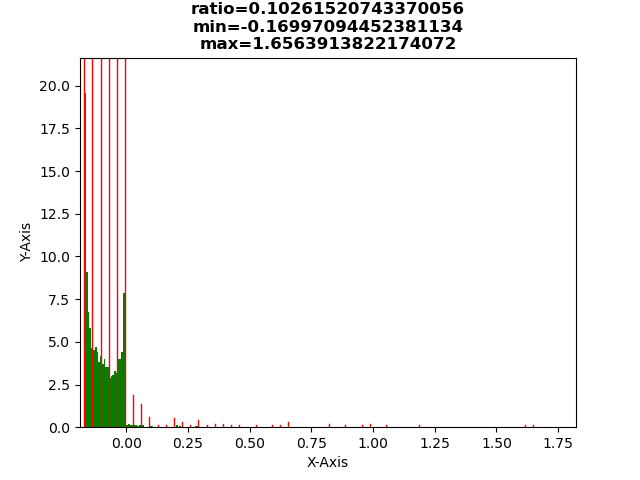 ratio=0.10261520743370056
min=-0.16997094452381134
max=1.6563913822174072
20.0
17.5
15.0
12.5
10.0
7.5
5.0
2.5
0.0
Y-Axis
0.00 0.25 0.50 0.75 1.00 1.25 1.50 1.75
X-Axis